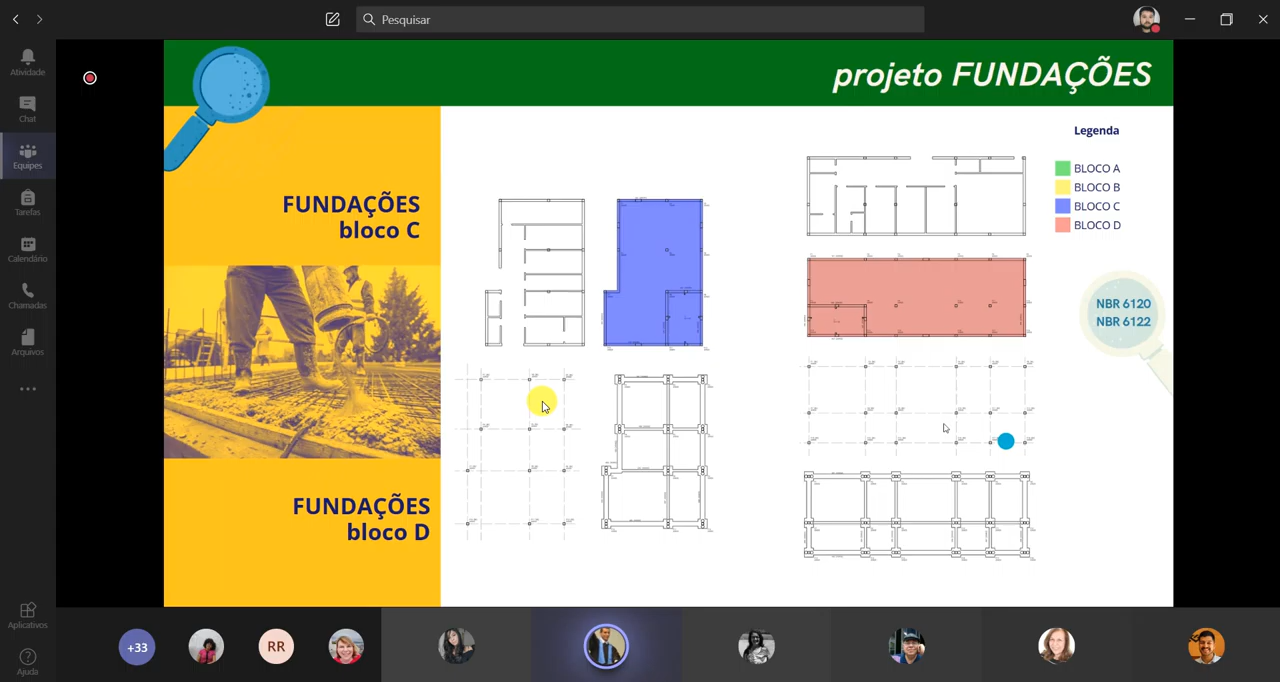 Pesquisar
Atividade
Chat
Equipes
Tarefas
Calendário
Chamadas
Arquivos
Aplicativos
Ajuda
projeto FUNDAÇÕES
FUNDAÇÕES
bloco C
FUNDAÇÕES
bloco D
Legenda
BLOCO A
BLOCO B
BLOCO C
BLOCO D
NBR 6120
NBR 6122
+33
RR